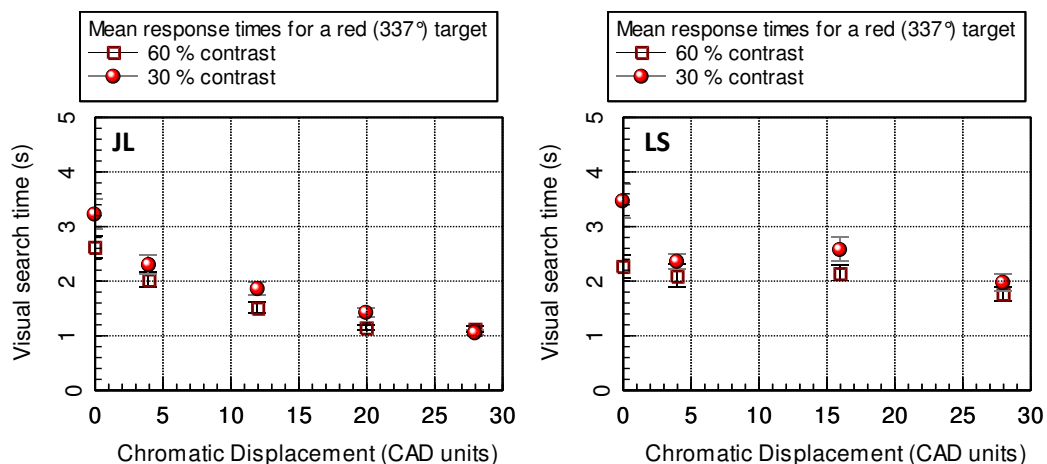 Mean response times for a red (337°) target
60 % contrast
30 % contrast
JL
5
4
3
2
1
0
Visual search time (s)
0 5 10 15 20 25 30
Chromatic Displacement (CAD units)
Mean response times for a red (337°) target
60 % contrast
30 % contrast
LS
5
4
3
2
1
0
Visual search time (s)
0 5 10 15 20 25 30
Chromatic Displacement (CAD units)